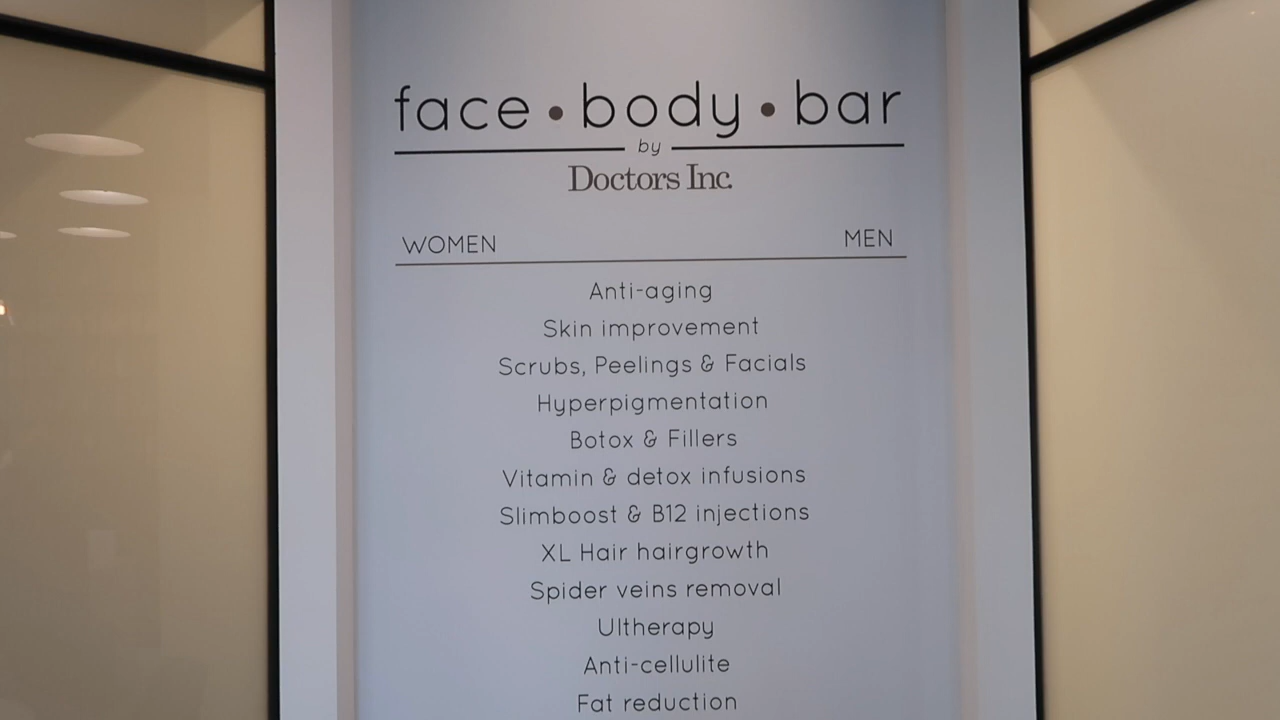 face • body • bar
by
Doctors Inc.
WOMEN MEN
Anti-aging
Skin improvement
Scrubs, Peelings & Facials
Hyperpigmentation
Botox & Fillers
Vitamin & detox infusions
Slimboost & B12 injections
XL Hair hairgrowth
Spider veins removal
Ultherapy
Anti-cellulite
Fat reduction